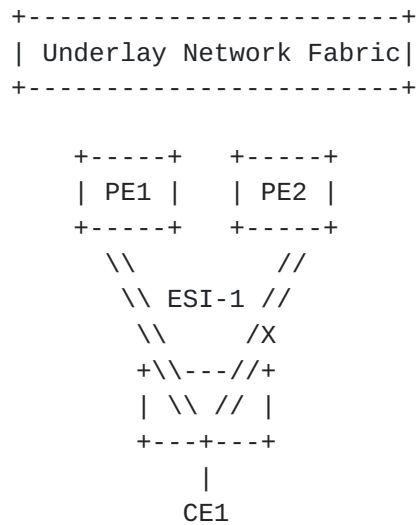 +------------------------+
| Underlay Network Fabric|
+------------------------+
+-----+   +-----+
| PE1 |   | PE2 |
+-----+   +-----+
\\         //
\\ ESI-1 //
\\      /X
+\\---//+
| \\ // |
+---+---+
|
CE1